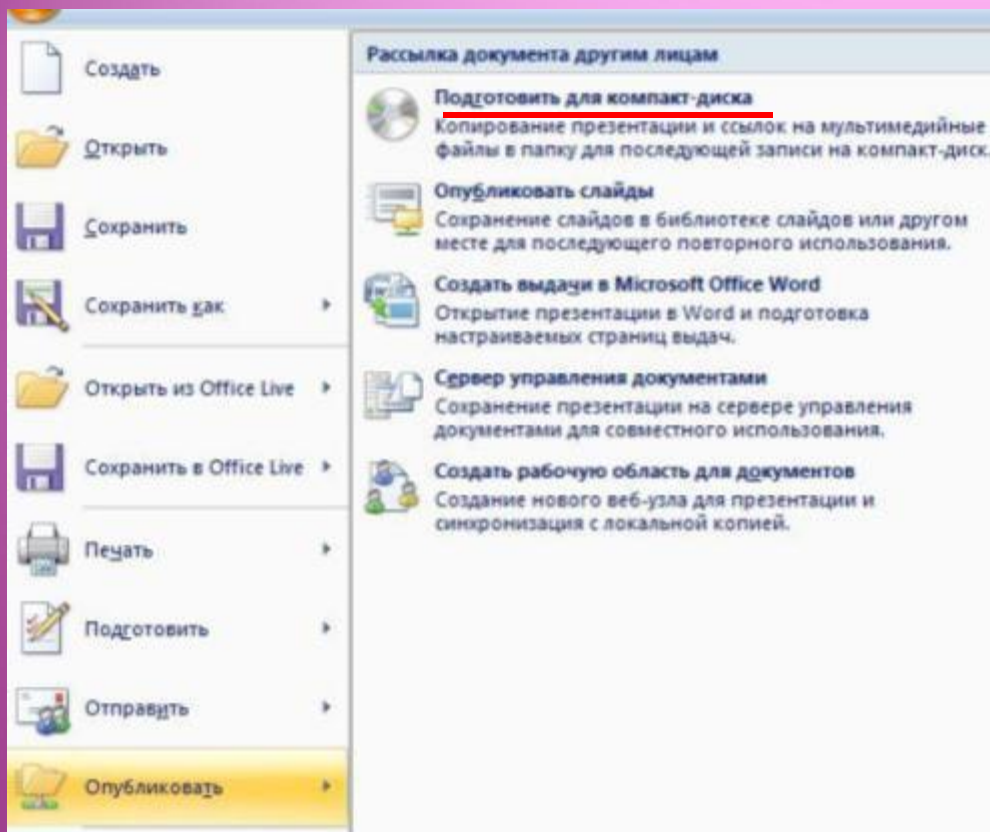 Создать
Открыть
Сохранить
Сохранить как
Открыть из Office Live
Сохранить в Office Live
Печать
Подготовить
Отправить
Опубликовать
Рассылка документа другим лицам
Подготовить для компакт-диска
Копирование презентации и ссылок на мультимедийные
файлы в папку для последующей записи на компакт-диск.
Опубликовать слайды
Сохранение слайдов в библиотеке слайдов или другом
месте для последующего повторного использования.
Создать выдачи в Microsoft Office Word
Открытие презентации в Word и подготовка
настраиваемых страниц выдач.
Сервер управления документами
Сохранение презентации на сервере управления
документами для совместного использования.
Создать рабочую область для документов
Создание нового веб-узла для презентации и
синхронизация с локальной копией.